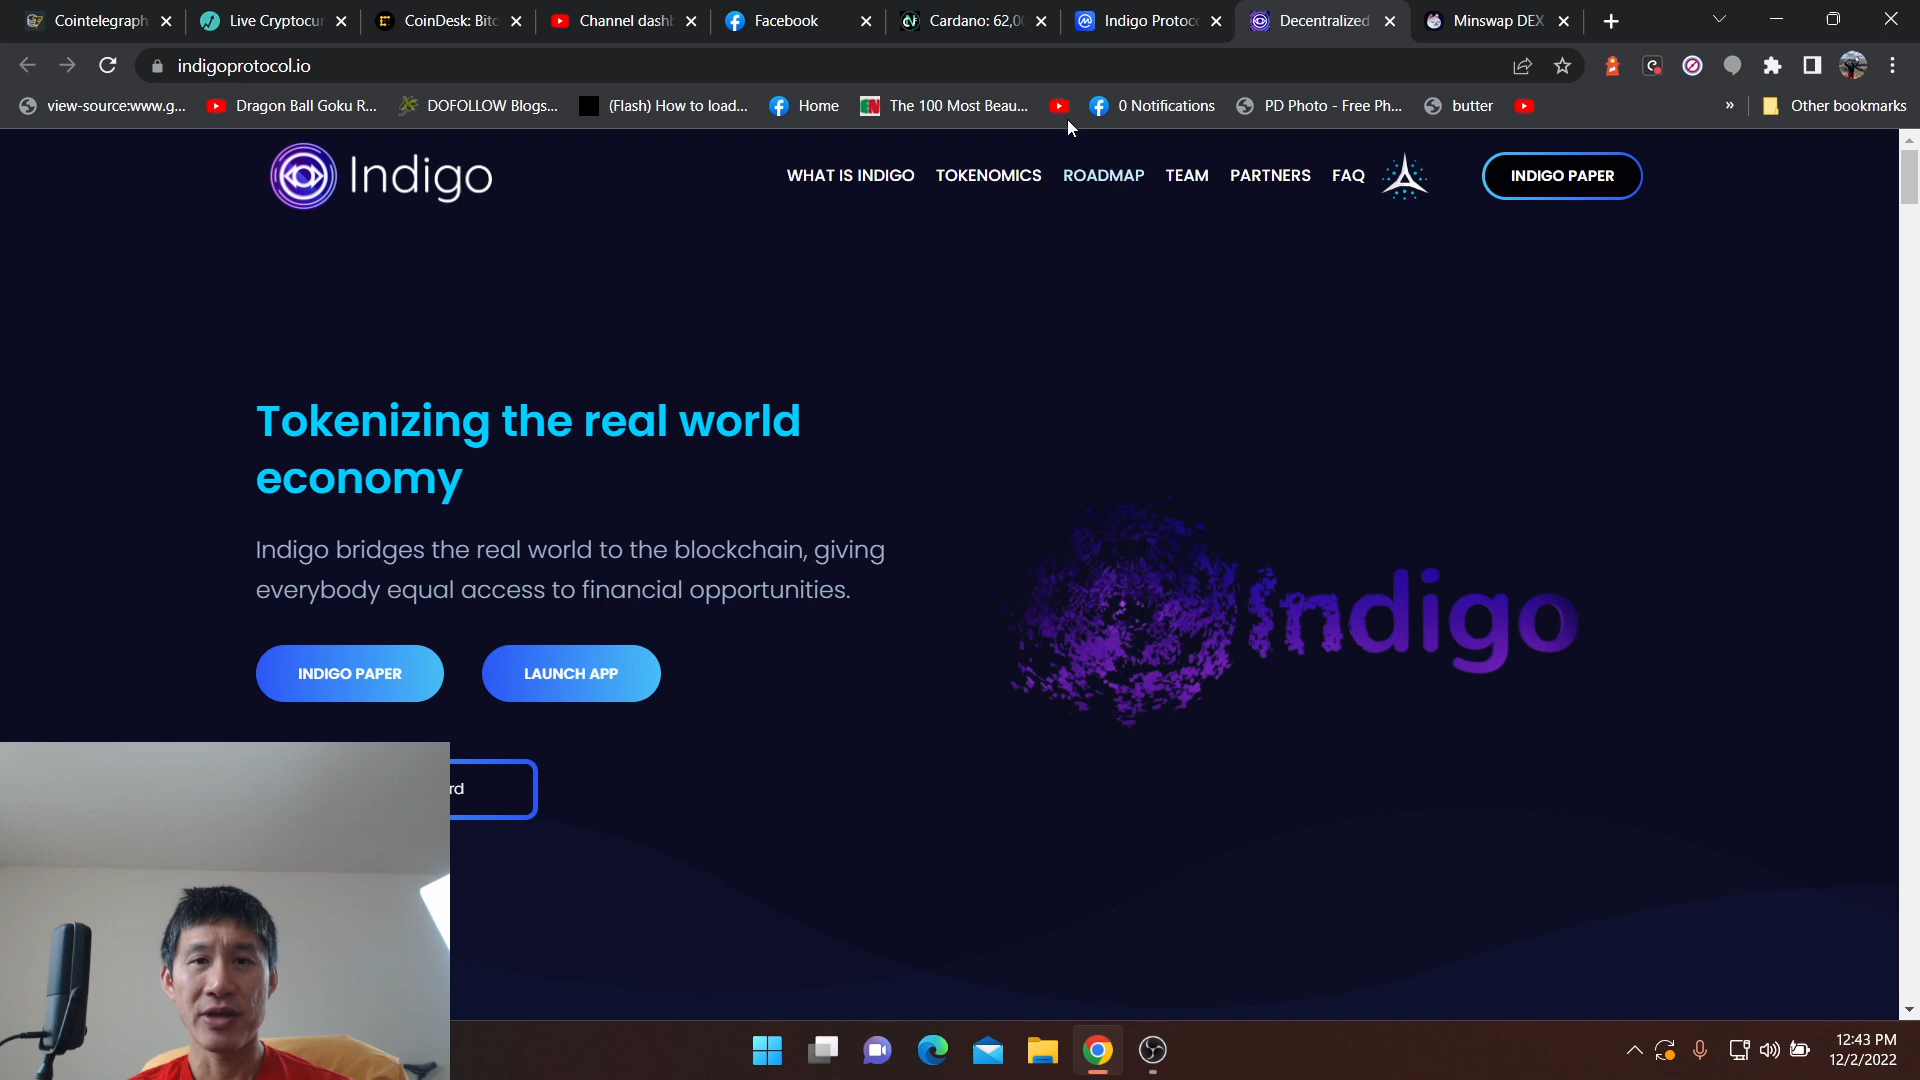 Cointelegraph
Live Cryptocur
CoinDesk: Bitc
Channel dashb
Facebook
Cardano: 62,00
Indigo Protoco
Decentralized
Minswap DEX
indigoprotocol.io
view-source:www.g...
Dragon Ball Goku R...
DOFOLLOW Blogs...
(Flash) How to load...
Home
The 100 Most Beau...
0 Notifications
PD Photo - Free Ph...
butter
»
Other bookmarks
Indigo
WHAT IS INDIGO
TOKENOMICS
ROADMAP
TEAM
PARTNERS
FAQ
INDIGO PAPER
Tokenizing the real world
economy
Indigo bridges the real world to the blockchain, giving
everybody equal access to financial opportunities.
INDIGO PAPER
LAUNCH APP
Indigo
rd
12:43 PM
12/2/2022